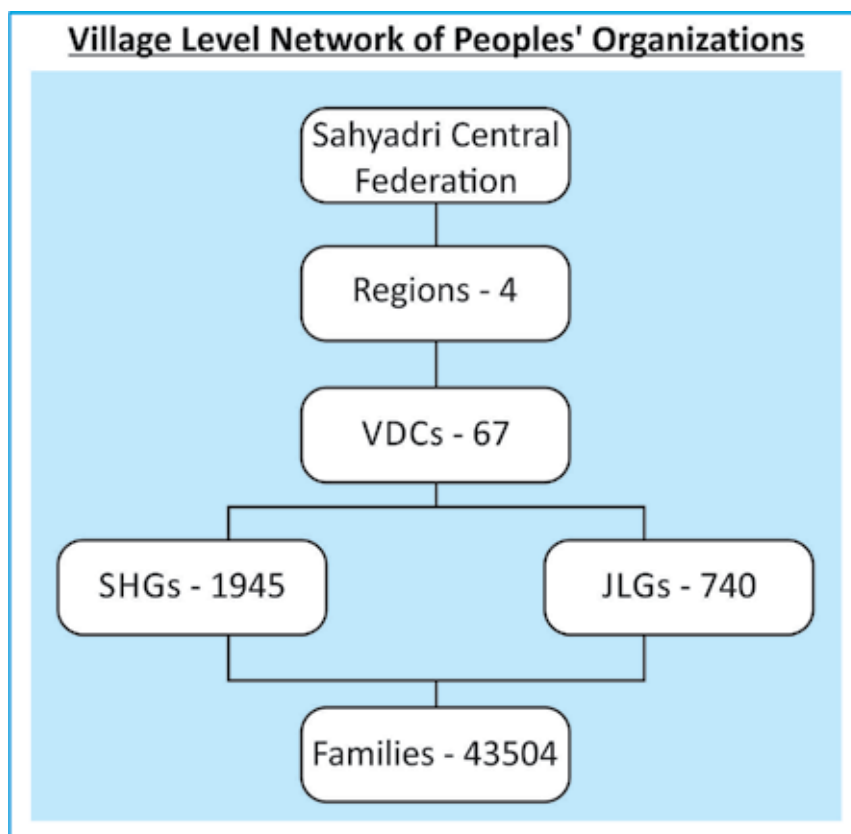 Village Level Network of Peoples' Organizations
Sahyadri Central
Federation
Regions - 4
VDCs - 67
SHGs - 1945
JLGs - 740
Families - 43504